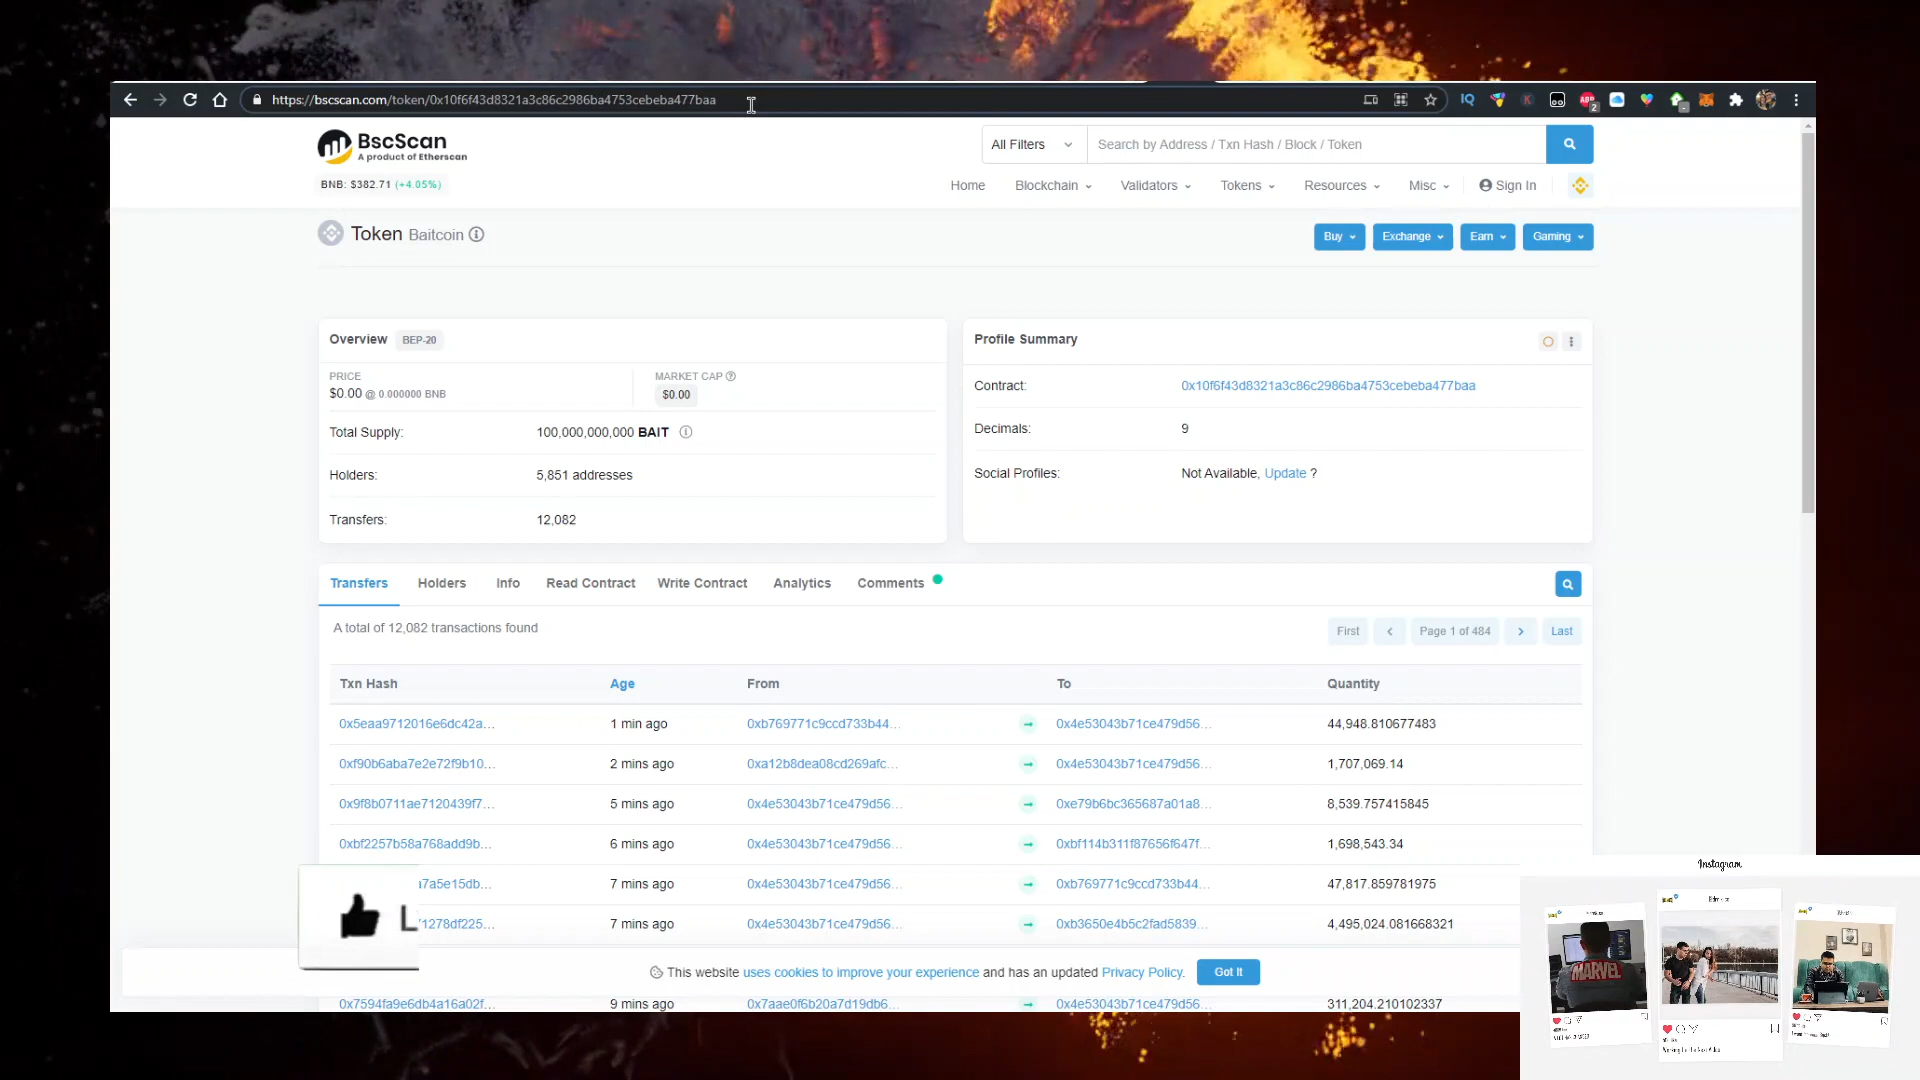 https://bscscan.com/token/0x10f6f43d8321a3c86c2986ba4753cebeba477baa
IQ
K
ABP
2
BscScan
A product of Etherscan
All Filters
Search by Address / Txn Hash / Block / Token
BNB: $382.71 (+4.05%)
Home Blockchain Validators Tokens Resources Misc Sign In
Token Baitcoin
Buy Exchange Earn Gaming
Overview BEP-20
PRICE
$0.00 @ 0.000000 BNB
MARKET CAP
$0.00
Total Supply: 100,000,000,000 BAIT
Holders: 5,851 addresses
Transfers: 12,082
Profile Summary
Contract: 0x10f6f43d8321a3c86c2986ba4753cebeba477baa
Decimals: 9
Social Profiles: Not Available, Update ?
Transfers Holders Info Read Contract Write Contract Analytics Comments
A total of 12,082 transactions found
First Page 1 of 484 Last
Txn Hash Age From To Quantity
0x5eaa9712016e6dc42a... 1 min ago 0xb769771c9ccd733b44... 0x4e53043b71ce479d56... 44,948.810677483
0xf90b6aba7e2e72f9b10... 2 mins ago 0xa12b8dea08cd269afc... 0x4e53043b71ce479d56... 1,707,069.14
0x9f8b0711ae7120439f7... 5 mins ago 0x4e53043b71ce479d56... 0xe79b6bc365687a01a8... 8,539.757415845
0xbf2257b58a768add9b... 6 mins ago 0x4e53043b71ce479d56... 0xbf114b311f87656f647f... 1,698,543.34
a7a5e15db... 7 mins ago 0x4e53043b71ce479d56... 0xb769771c9ccd733b44... 47,817.859781975
1278df225... 7 mins ago 0x4e53043b71ce479d56... 0xb3650e4b5c2fad5839... 4,495,024.081668321
L
This website uses cookies to improve your experience and has an updated Privacy Policy. Got It
0x7594fa9e6db4a16a02f... 9 mins ago 0x7aae0f6b20a7d19db6... 0x4e53043b71ce479d56... 311,204.210102337
Instagram
MARVEL